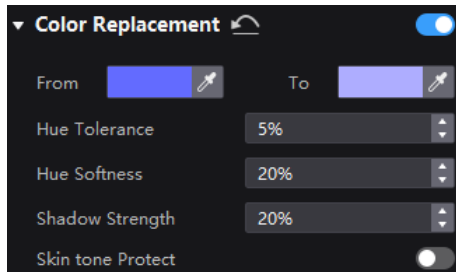 Color Replacement
From To
Hue Tolerance 5%
Hue Softness 20%
Shadow Strength 20%
Skin tone Protect